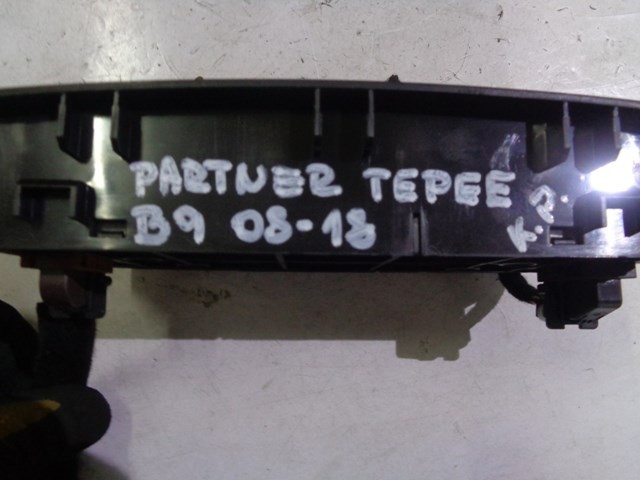 PARTNER TEPEE
B9 08-18
K.P.